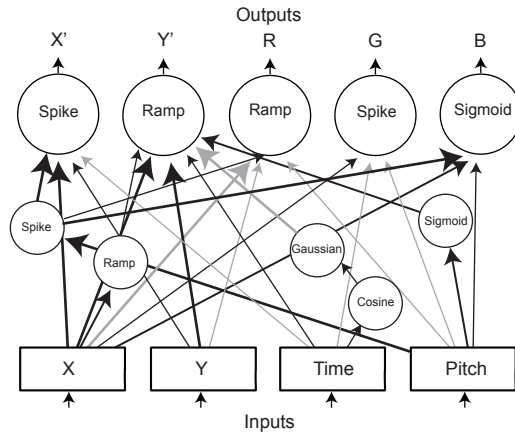 Outputs
X' Y' R G B
Spike Ramp Ramp Spike Sigmoid
Spike Ramp Gaussian Sigmoid
Cosine
X Y Time Pitch
Inputs